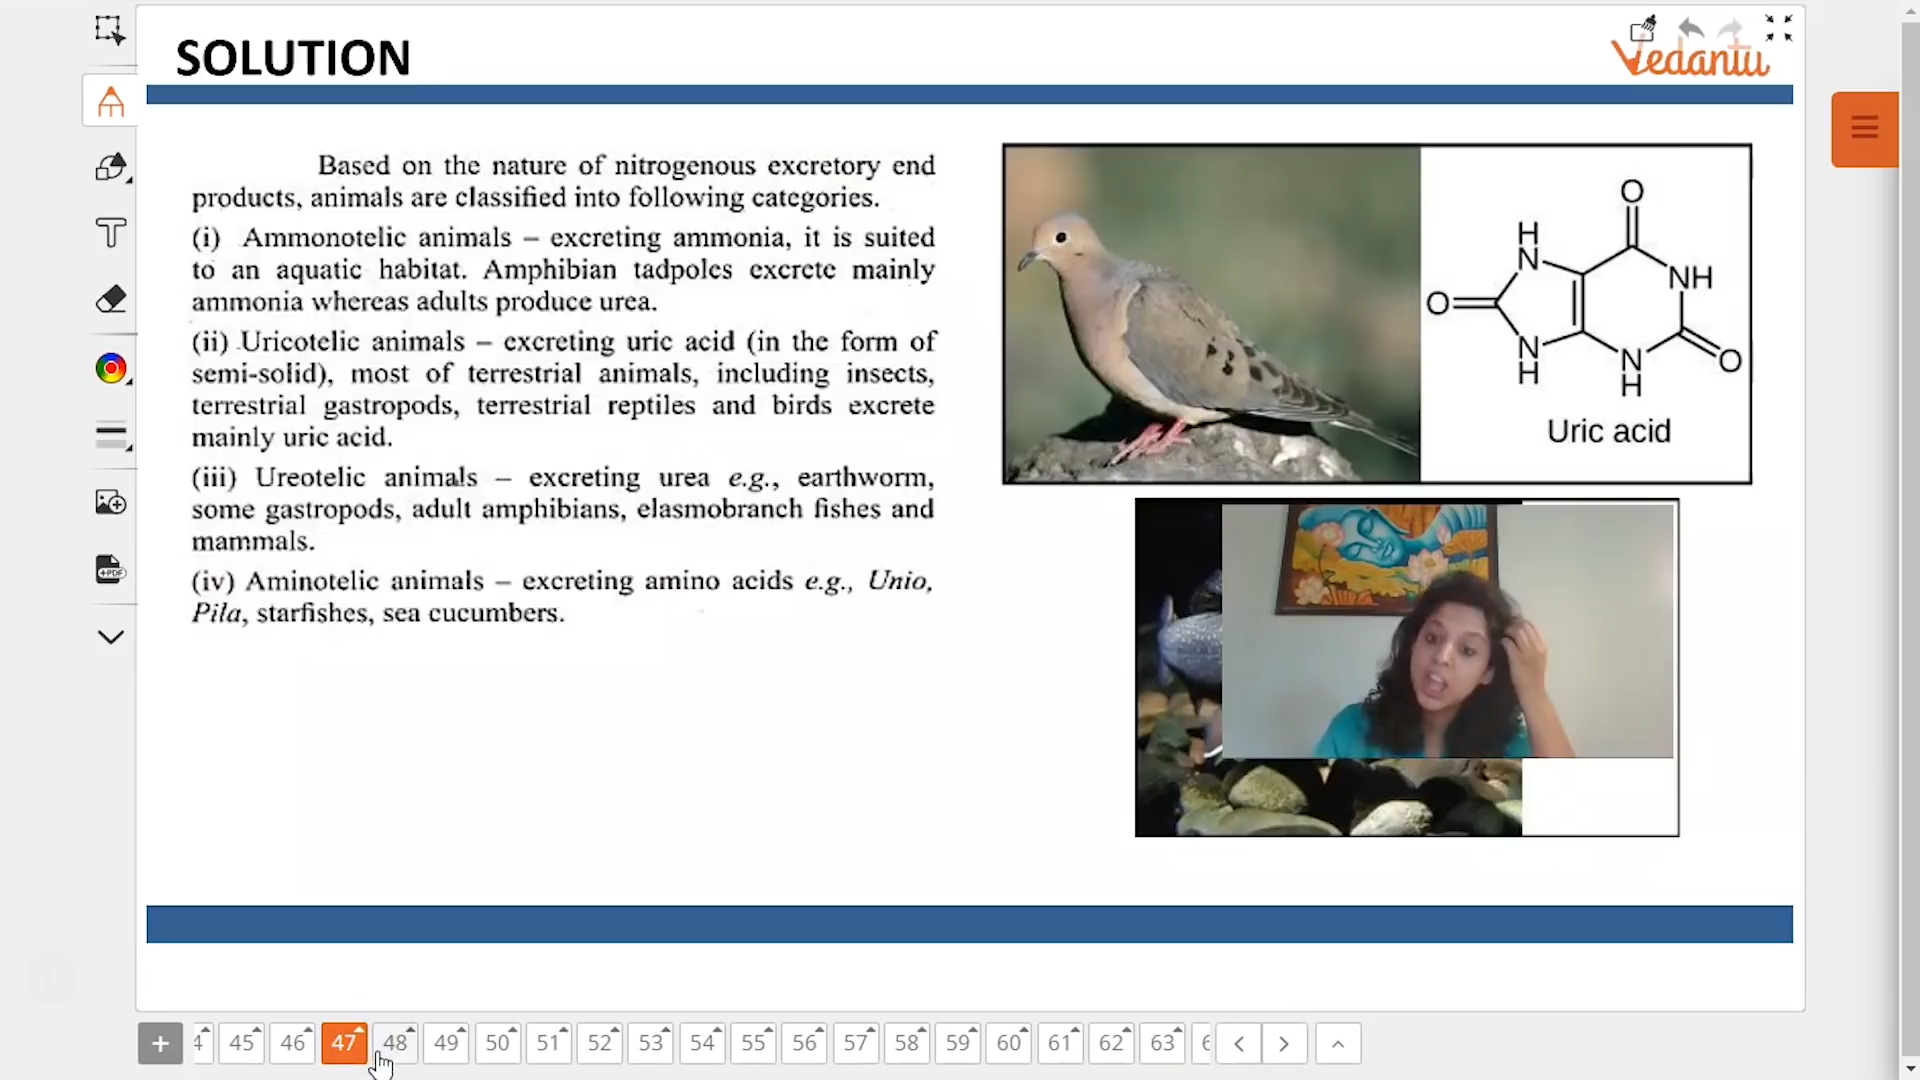 SOLUTION
Vedantu
Based on the nature of nitrogenous excretory end
products, animals are classified into following categories.
(i) Ammonotelic animals – excreting ammonia, it is suited
to an aquatic habitat. Amphibian tadpoles excrete mainly
ammonia whereas adults produce urea.
(ii) Uricotelic animals – excreting uric acid (in the form of
semi-solid), most of terrestrial animals, including insects,
terrestrial gastropods, terrestrial reptiles and birds excrete
mainly uric acid.
(iii) Ureotelic animals – excreting urea e.g., earthworm,
some gastropods, adult amphibians, elasmobranch fishes and
mammals.
(iv) Aminotelic animals – excreting amino acids e.g., Unio,
Pila, starfishes, sea cucumbers.
O
H
N
NH
O
N
H
N
H
O
Uric acid
T
+PDF
+ 4 45 46 47 48 49 50 51 52 53 54 55 56 57 58 59 60 61 62 63 6